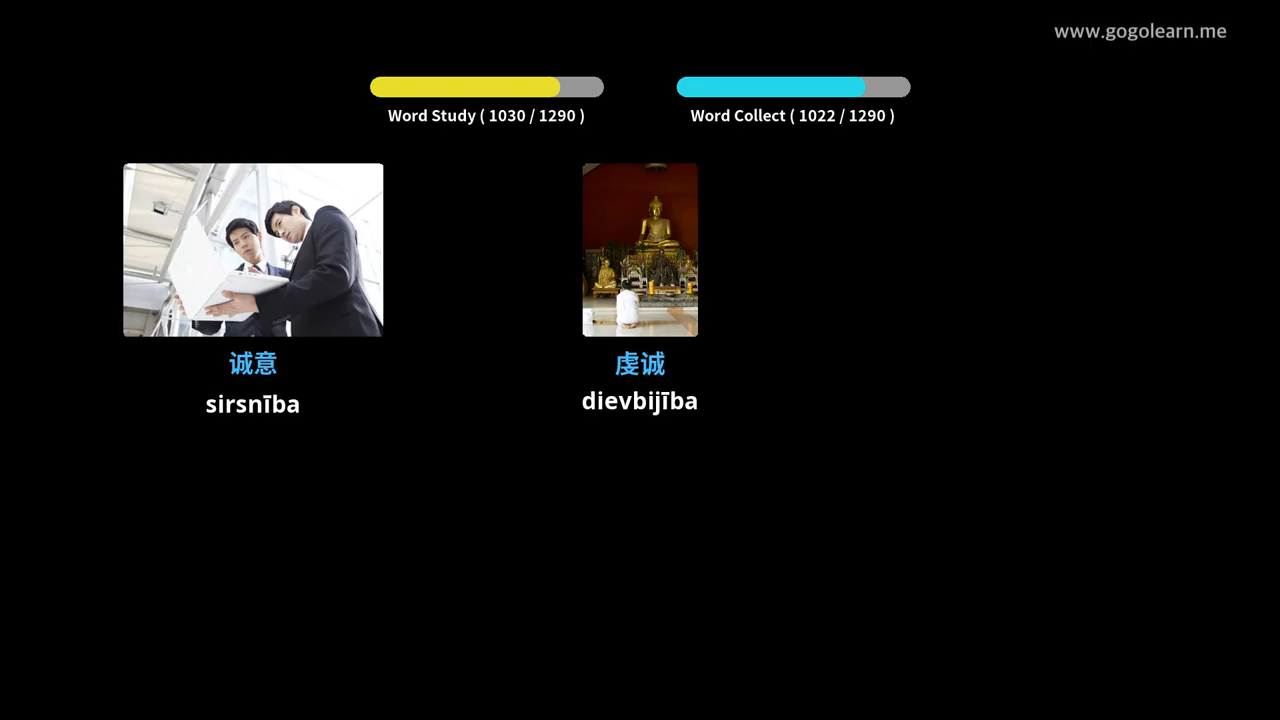 www.gogolearn.me
Word Study ( 1030 / 1290 )
Word Collect ( 1022 / 1290 )
诚意
虔诚
sirsnība
dievbijība